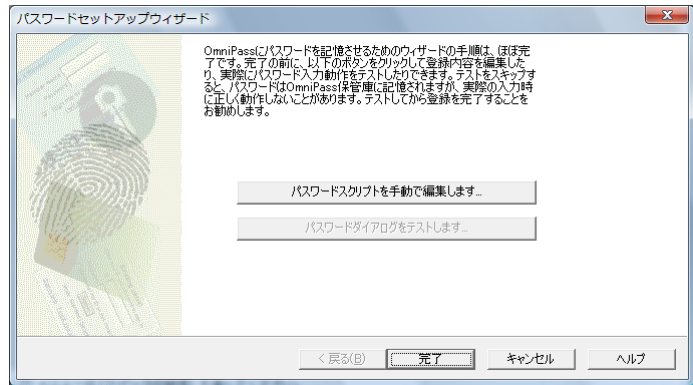 パスワードセットアップウィザード
OmniPassにパスワードを記憶させるためのウィザードの手順は、ほぼ完
了です。完了の前に、以下のボタンをクリックして登録内容を編集した
り、実際にパスワード入力動作をテストしたりできます。テストをスキップす
ると、パスワードはOmniPass保管庫に記憶されますが、実際の入力時
に正しく動作しないことがあります。テストしてから登録を完了することを
お勧めします。
パスワードスクリプトを手動で編集します...
パスワードダイアログをテストします...
< 戻る(B)
完了
キャンセル
ヘルプ